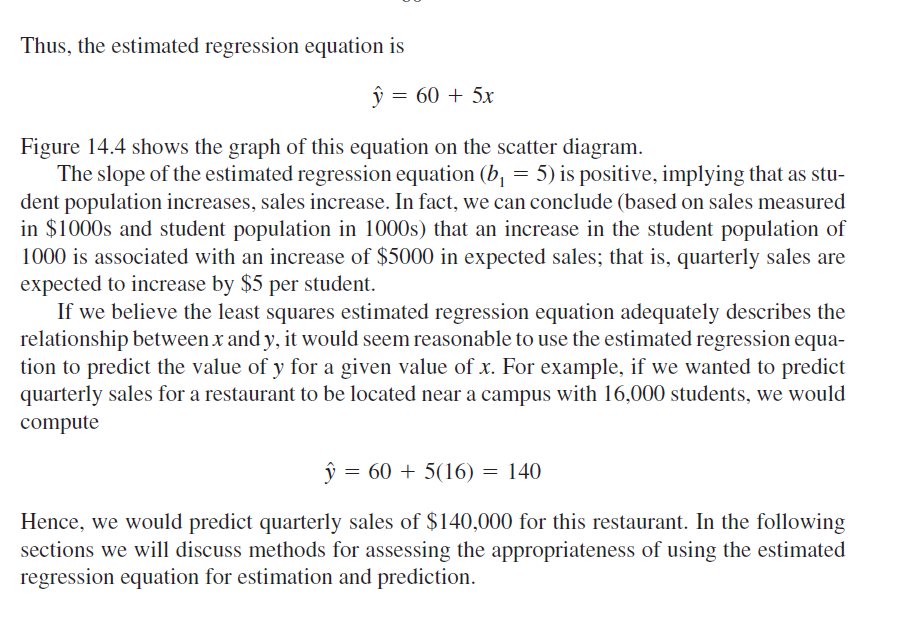 Thus, the estimated regression equation is
ŷ = 60 + 5x
Figure 14.4 shows the graph of this equation on the scatter diagram.
The slope of the estimated regression equation (b₁ = 5) is positive, implying that as stu-
dent population increases, sales increase. In fact, we can conclude (based on sales measured
in $1000s and student population in 1000s) that an increase in the student population of
1000 is associated with an increase of $5000 in expected sales; that is, quarterly sales are
expected to increase by $5 per student.
If we believe the least squares estimated regression equation adequately describes the
relationship between x and y, it would seem reasonable to use the estimated regression equa-
tion to predict the value of y for a given value of x. For example, if we wanted to predict
quarterly sales for a restaurant to be located near a campus with 16,000 students, we would
compute
ŷ = 60 + 5(16) = 140
Hence, we would predict quarterly sales of $140,000 for this restaurant. In the following
sections we will discuss methods for assessing the appropriateness of using the estimated
regression equation for estimation and prediction.